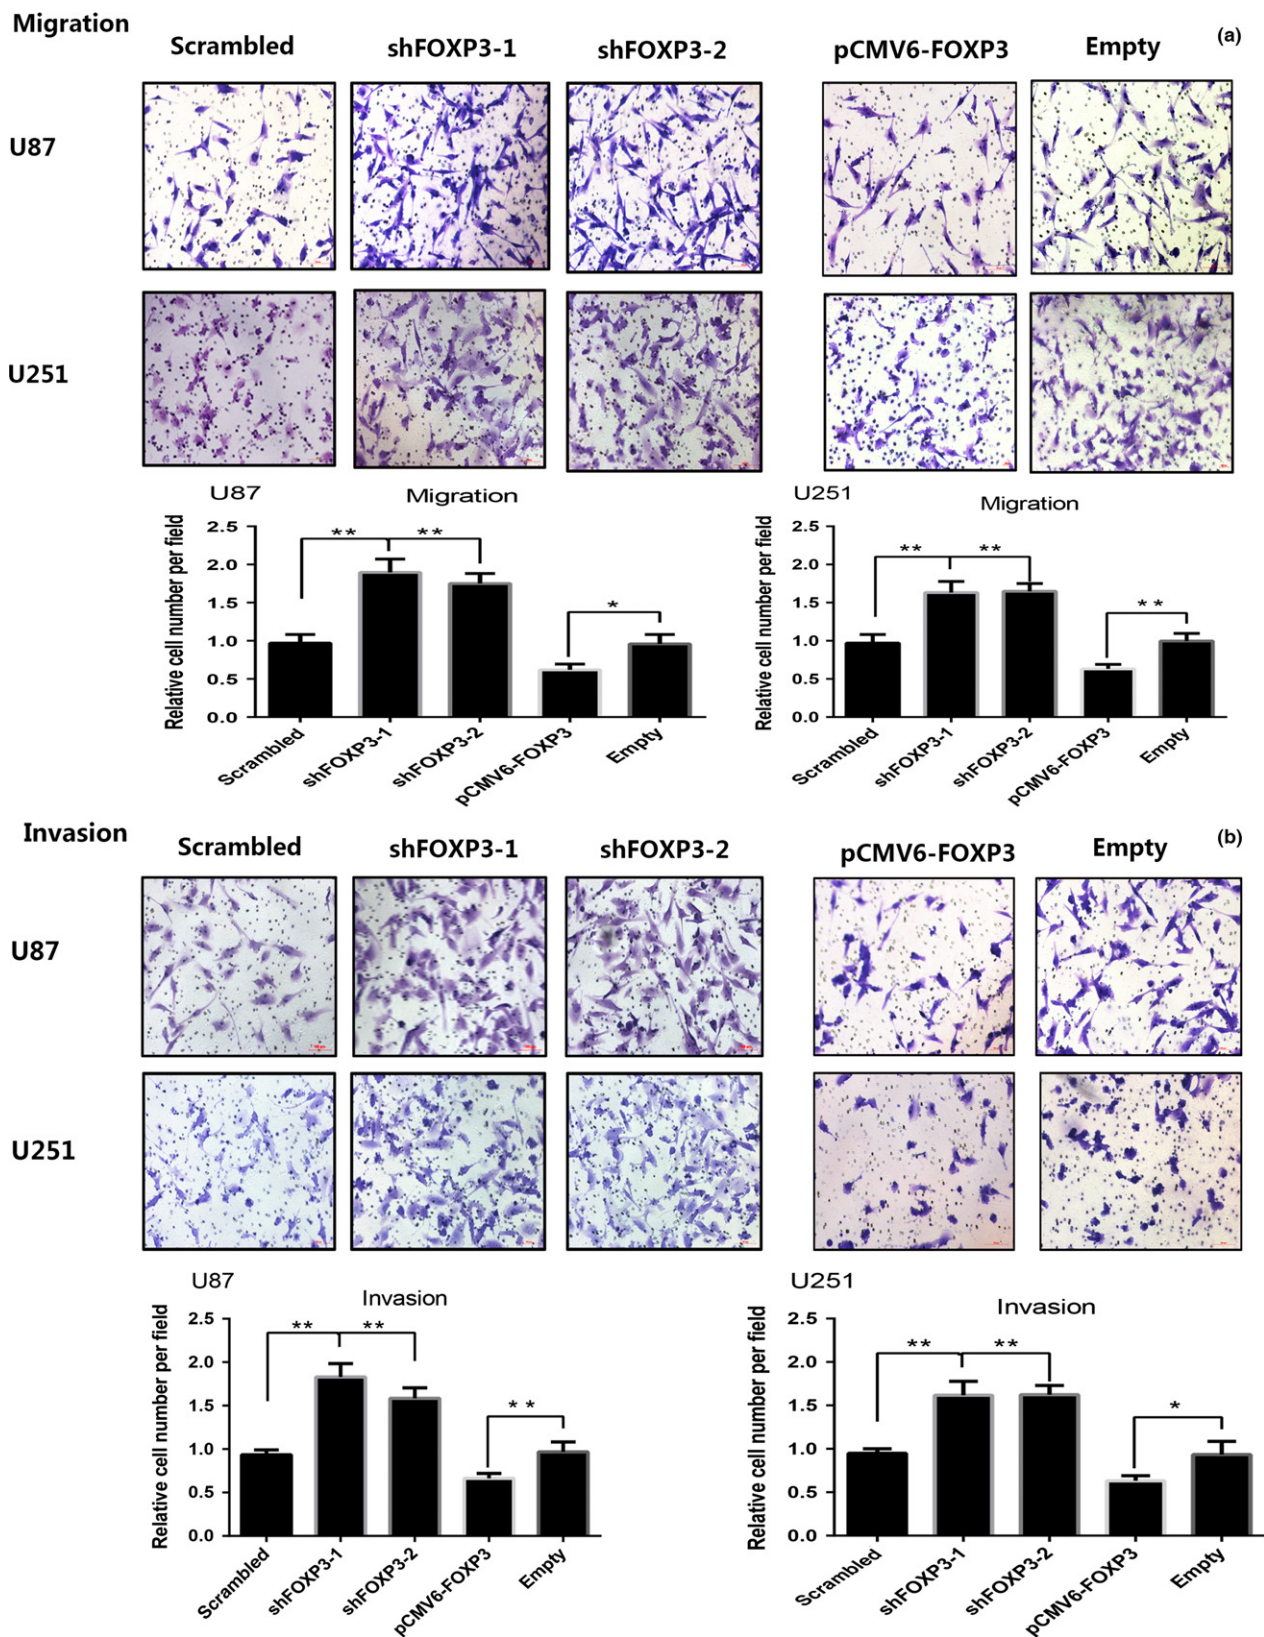 Migration
Scrambled shFOXP3-1 shFOXP3-2 pCMV6-FOXP3 Empty (a)
U87
U251
U87 Migration
Relative cell number per field
2.5
2.0
1.5
1.0
0.5
0.0
** ** *
Scrambled shFOXP3-1 shFOXP3-2 pCMV6-FOXP3 Empty
U251 Migration
Relative cell number per field
2.5
2.0
1.5
1.0
0.5
0.0
** ** **
Scrambled shFOXP3-1 shFOXP3-2 pCMV6-FOXP3 Empty
Invasion
Scrambled shFOXP3-1 shFOXP3-2 pCMV6-FOXP3 Empty (b)
U87
U251
U87 Invasion
Relative cell number per field
2.5
2.0
1.5
1.0
0.5
0.0
** ** **
Scrambled shFOXP3-1 shFOXP3-2 pCMV6-FOXP3 Empty
U251 Invasion
Relative cell number per field
2.5
2.0
1.5
1.0
0.5
0.0
** ** *
Scrambled shFOXP3-1 shFOXP3-2 pCMV6-FOXP3 Empty